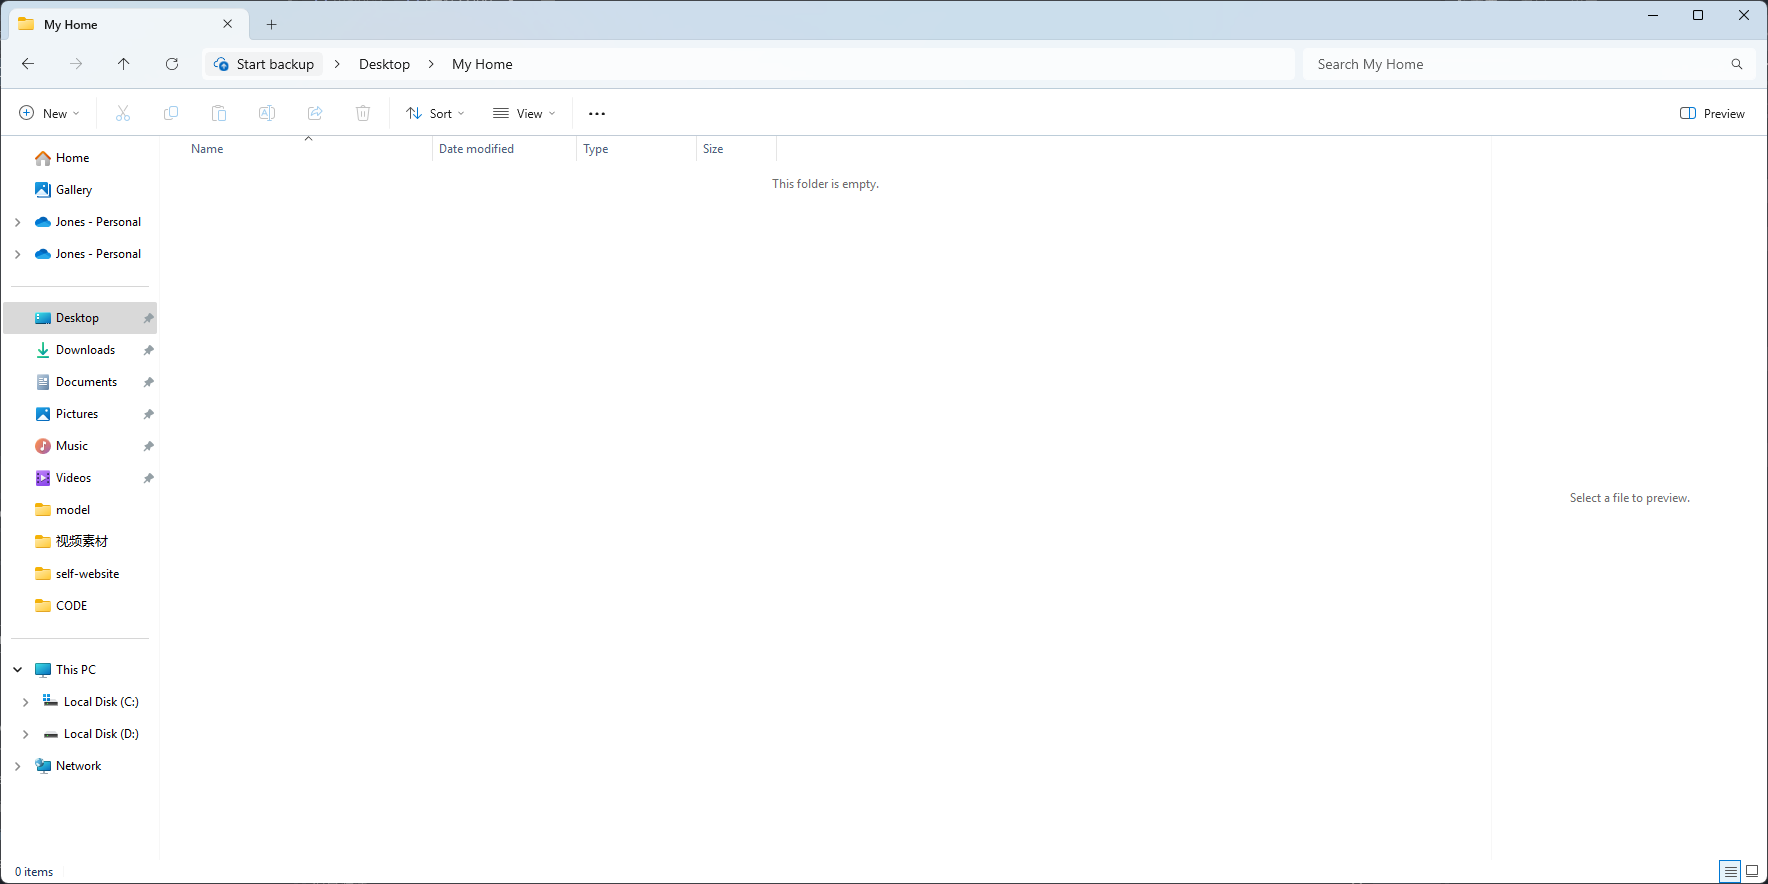 My Home
Start backup
Desktop
My Home
Search My Home
New
Sort
View
Preview
Name
Date modified
Type
Size
This folder is empty.
Home
Gallery
Jones - Personal
Jones - Personal
Desktop
Downloads
Documents
Pictures
Music
Videos
model
视频素材
self-website
CODE
This PC
Local Disk (C:)
Local Disk (D:)
Network
Select a file to preview.
0 items